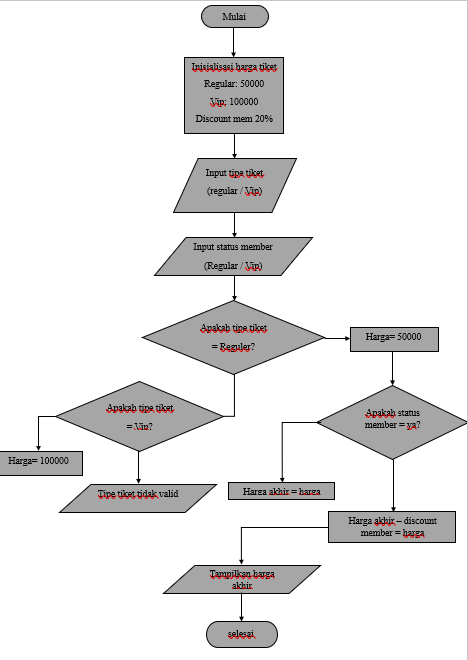 Mulai
Inisialisasi harga tiket
Regular: 50000
Vip; 100000
Discount mem 20%
Input tipe tiket
(regular / Vip)
Input status member
(Regular / Vip)
Apakah tipe tiket
= Reguler?
Harga= 50000
Apakah tipe tiket
= Vip?
Apakah status
member = ya?
Harga= 100000
Tipe tiket tidak valid
Harga akhir = harga
Harga akhir – discount
member = harga
Tampilkan harga
akhir
selesai